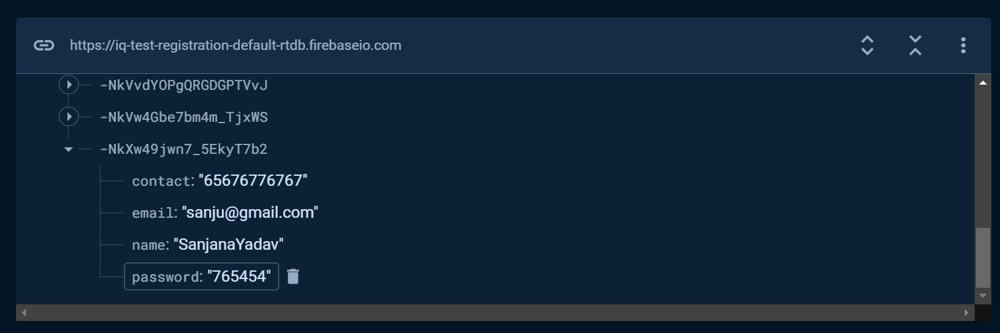 https://iq-test-registration-default-rtdb.firebaseio.com
-NkVvdYOPgQRGDGPTVvJ
-NkVw4Gbe7bm4m_TjxWS
-NkXw49jwn7_5EkyT7b2
contact: "65676776767"
email: "sanju@gmail.com"
name: "SanjanaYadav"
password: "765454"